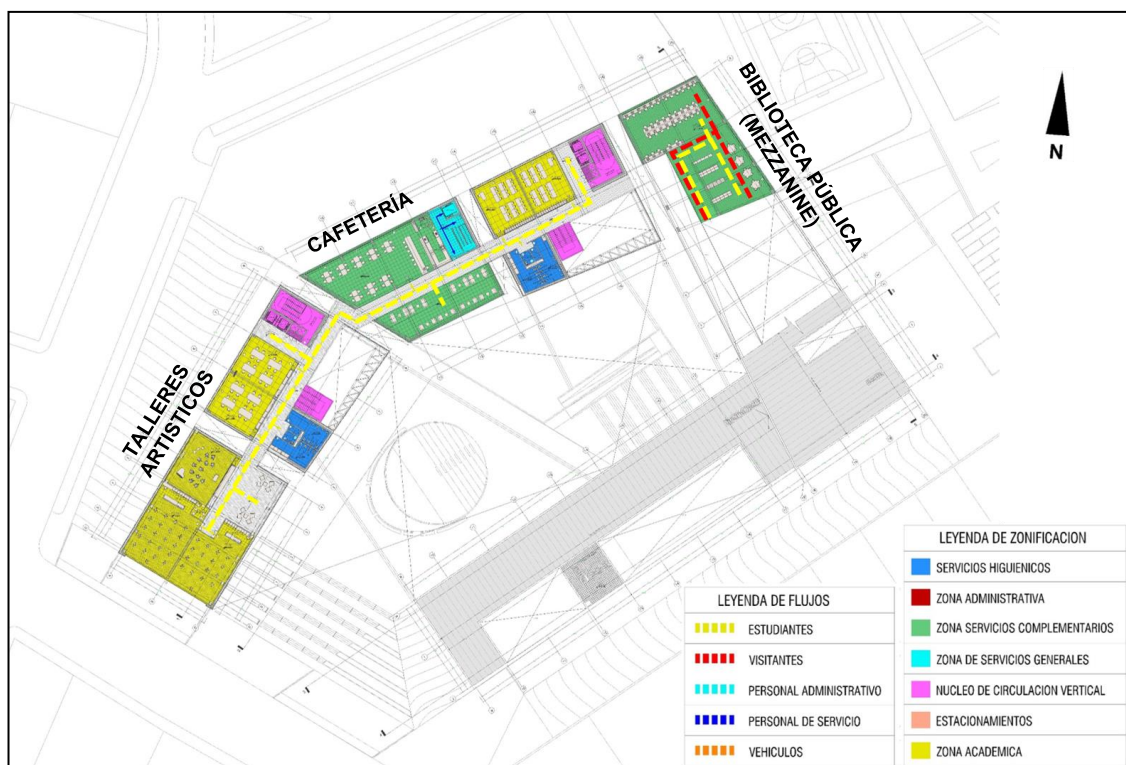 BIBLIOTECA PÚBLICA
(MEZZANINE)
N
CAFETERÍA
TALLERES
ARTISTICOS
LEYENDA DE FLUJOS
ESTUDIANTES
VISITANTES
PERSONAL ADMINISTRATIVO
PERSONAL DE SERVICIO
VEHICULOS
LEYENDA DE ZONIFICACION
SERVICIOS HIGUIENICOS
ZONA ADMINISTRATIVA
ZONA SERVICIOS COMPLEMENTARIOS
ZONA DE SERVICIOS GENERALES
NUCLEO DE CIRCULACION VERTICAL
ESTACIONAMIENTOS
ZONA ACADEMICA